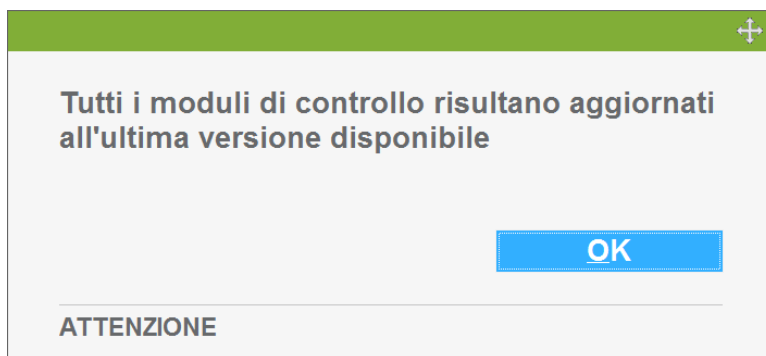 Tutti i moduli di controllo risultano aggiornati
all'ultima versione disponibile
OK
ATTENZIONE